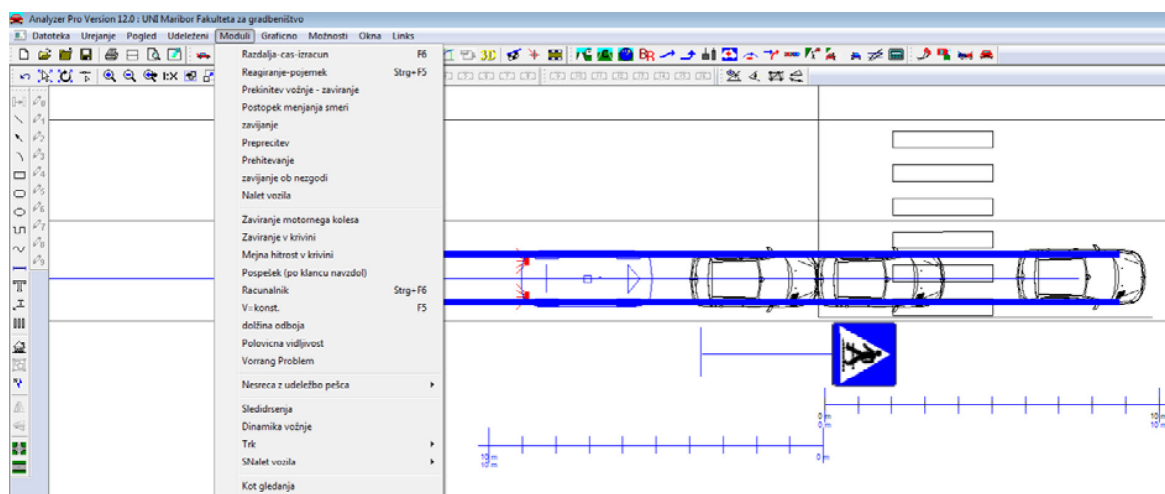 Analyzer Pro Version 12.0 : UNI Maribor Fakulteta za gradbeništvo
Datoteka Urejanje Pogled Udeleženi Moduli Graficno Možnosti Okna Links
3D BR
1:X
Razdalja-cas-izracun F6
Reagiranje-pojemek Strg+F5
Prekinitev vožnje - zaviranje
Postopek menjanja smeri
zavijanje
Preprecitev
Prehitevanje
zavijanje ob nezgodi
Nalet vozila
Zaviranje motornega kolesa
Zaviranje v krivini
Mejna hitrost v krivini
Pospešek (po klancu navzdol)
Racunalnik Strg+F6
V=konst. F5
dolžina odboja
Polovicna vidljivost
Vorrang Problem
Nesreca z udeležbo pešca
Sledidrsenja
Dinamika vožnje
Trk
SNalet vozila
Kot gledanja
0 m 10 m
0 m 10 m
10 m 0 m
10 m